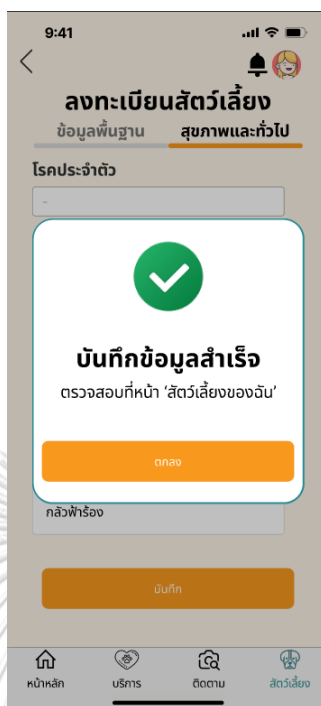 9:41
ลงทะเบียนสัตว์เลี้ยง
ข้อมูลพื้นฐาน สุขภาพและทั่วไป
โรคประจำตัว
-
บันทึกข้อมูลสำเร็จ
ตรวจสอบที่หน้า ‘สัตว์เลี้ยงของฉัน’
ตกลง
กลัวฟ้าร้อง
บันทึก
หน้าหลัก บริการ ติดตาม สัตว์เลี้ยง